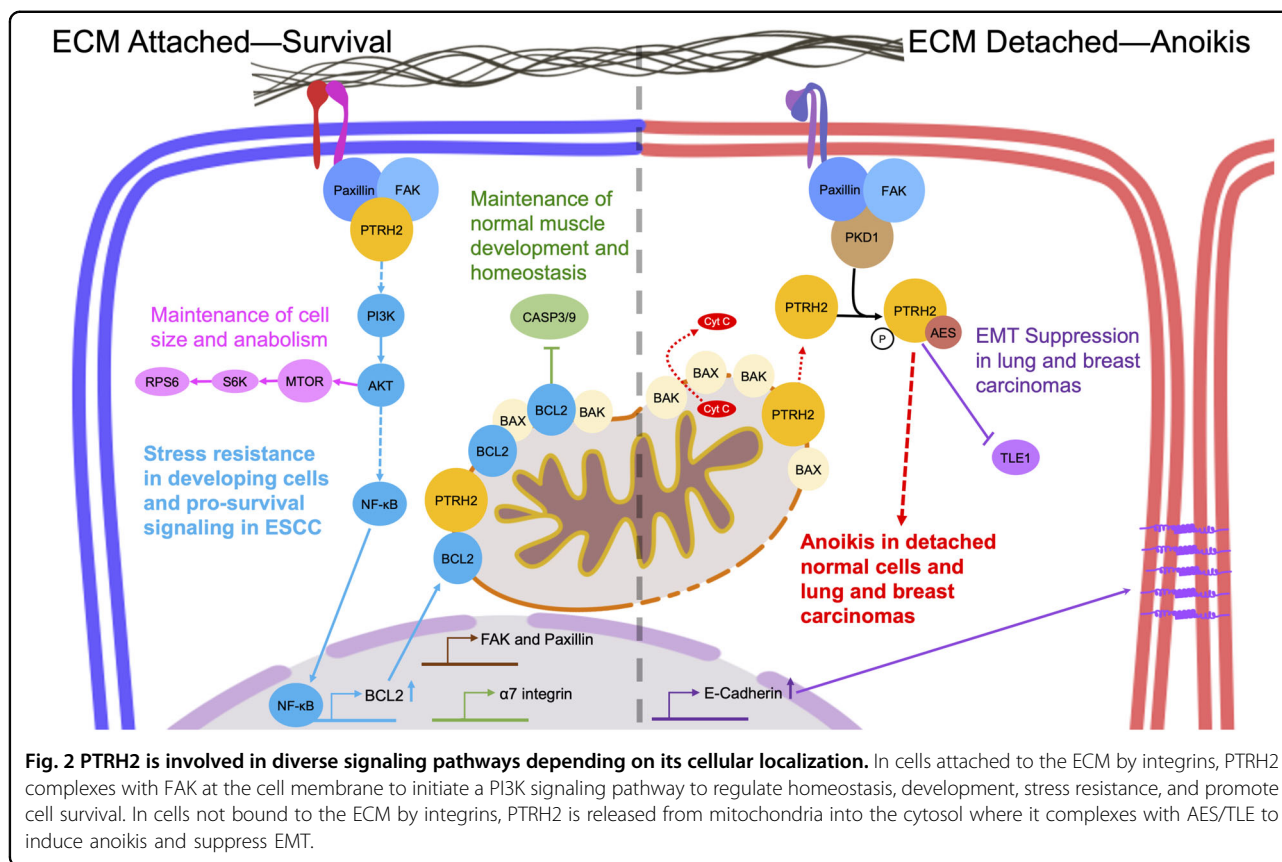 ECM Attached—Survival
ECM Detached—Anoikis
Paxillin
FAK
PTRH2
PI3K
AKT
MTOR
S6K
RPS6
Maintenance of cell
size and anabolism
Stress resistance
in developing cells
and pro-survival
signaling in ESCC
NF-κB
NF-κB
BCL2
FAK and Paxillin
α7 integrin
Maintenance of
normal muscle
development and
homeostasis
CASP3/9
BAX
BCL2
BAK
BCL2
PTRH2
BCL2
Paxillin
FAK
PKD1
PTRH2
PTRH2
P
AES
Cyt C
Cyt C
BAK
BAX
BAK
PTRH2
BAX
EMT Suppression
in lung and breast
carcinomas
TLE1
Anoikis in detached
normal cells and
lung and breast
carcinomas
E-Cadherin
Fig. 2 PTRH2 is involved in diverse signaling pathways depending on its cellular localization. In cells attached to the ECM by integrins, PTRH2
complexes with FAK at the cell membrane to initiate a PI3K signaling pathway to regulate homeostasis, development, stress resistance, and promote
cell survival. In cells not bound to the ECM by integrins, PTRH2 is released from mitochondria into the cytosol where it complexes with AES/TLE to
induce anoikis and suppress EMT.